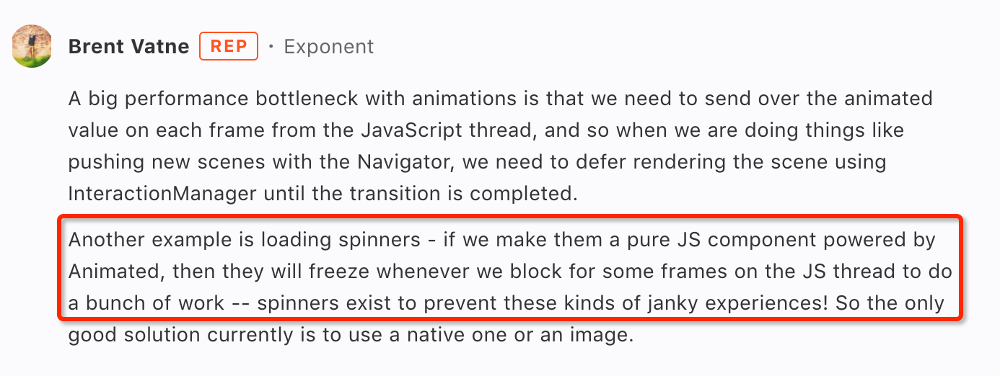 Brent Vatne REP · Exponent
A big performance bottleneck with animations is that we need to send over the animated
value on each frame from the JavaScript thread, and so when we are doing things like
pushing new scenes with the Navigator, we need to defer rendering the scene using
InteractionManager until the transition is completed.
Another example is loading spinners - if we make them a pure JS component powered by
Animated, then they will freeze whenever we block for some frames on the JS thread to do
a bunch of work -- spinners exist to prevent these kinds of janky experiences! So the only
good solution currently is to use a native one or an image.